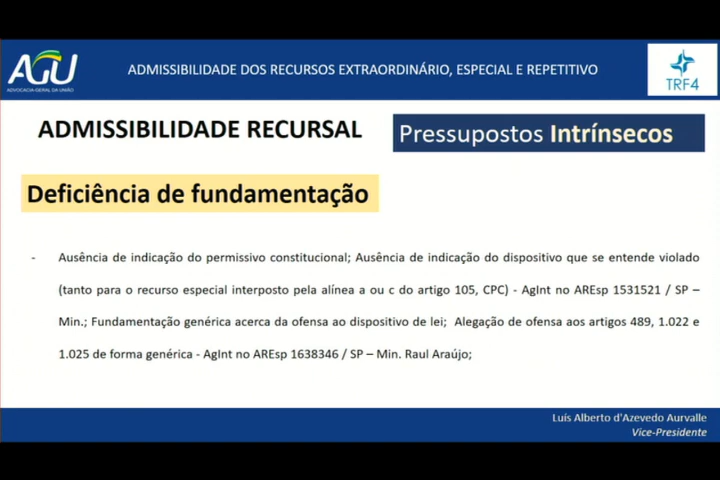 AGU
ADVOCACIA-GERAL DA UNIÃO
ADMISSIBILIDADE DOS RECURSOS EXTRAORDINÁRIO, ESPECIAL E REPETITIVO
TRF4
ADMISSIBILIDADE RECURSAL
Pressupostos Intrínsecos
Deficiência de fundamentação
- Ausência de indicação do permissivo constitucional; Ausência de indicação do dispositivo que se entende violado
(tanto para o recurso especial interposto pela alínea a ou c do artigo 105, CPC) - AgInt no AREsp 1531521 / SP –
Min.; Fundamentação genérica acerca da ofensa ao dispositivo de lei; Alegação de ofensa aos artigos 489, 1.022 e
1.025 de forma genérica - AgInt no AREsp 1638346 / SP – Min. Raul Araújo;
Luís Alberto d'Azevedo Aurvalle
Vice-Presidente